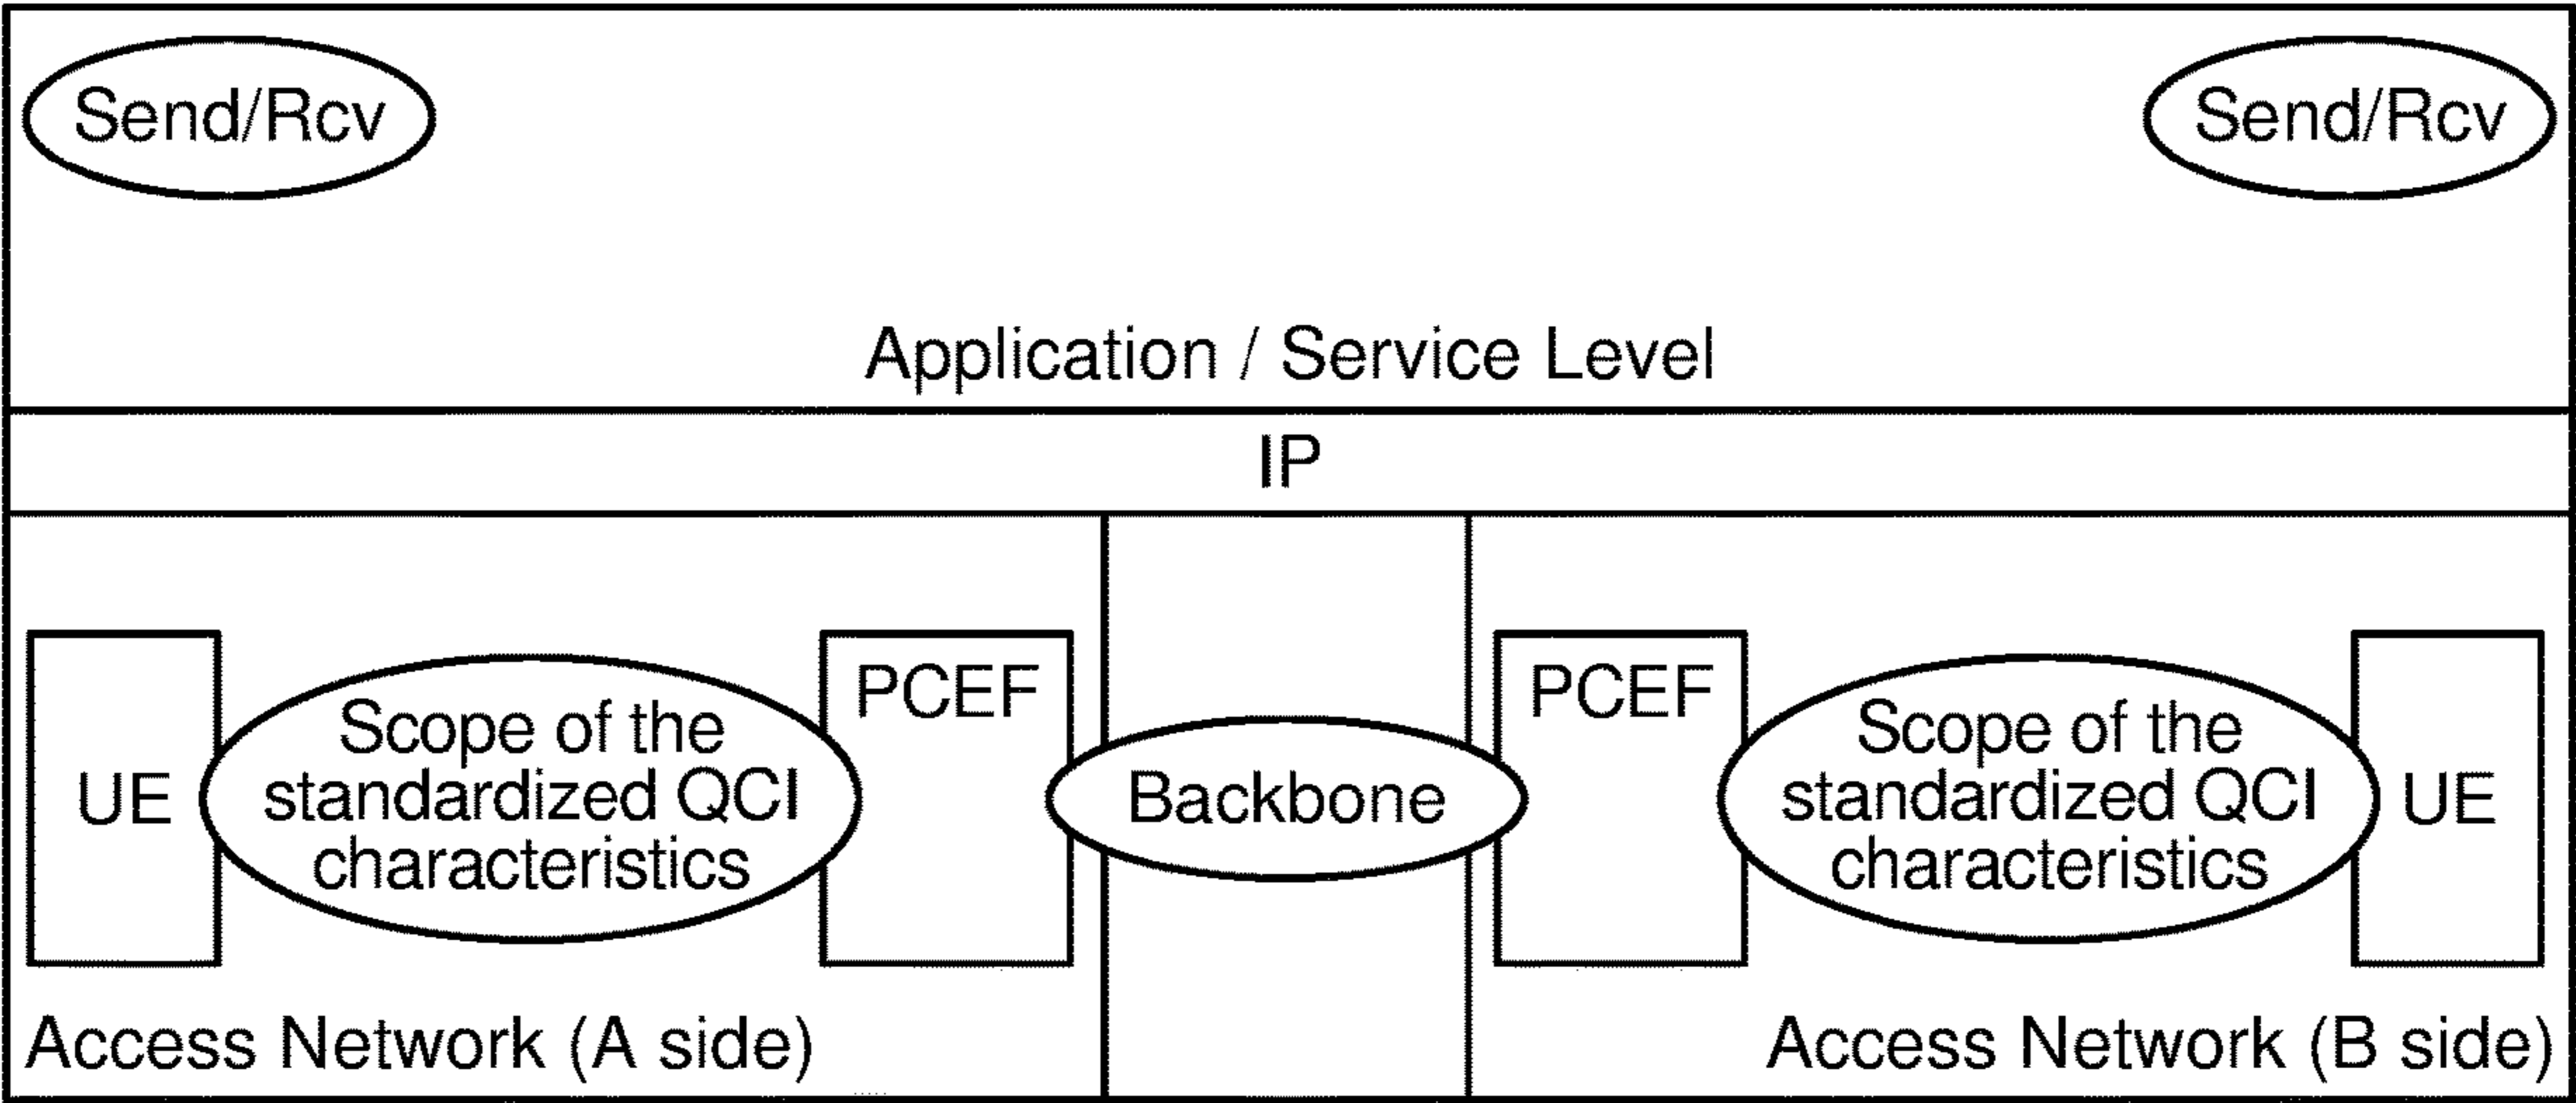 Send/Rcv
Send/Rcv
Application / Service Level
IP
UE
Scope of the
standardized QCI
characteristics
PCEF
Backbone
PCEF
Scope of the
standardized QCI
characteristics
UE
Access Network (A side)
Access Network (B side)